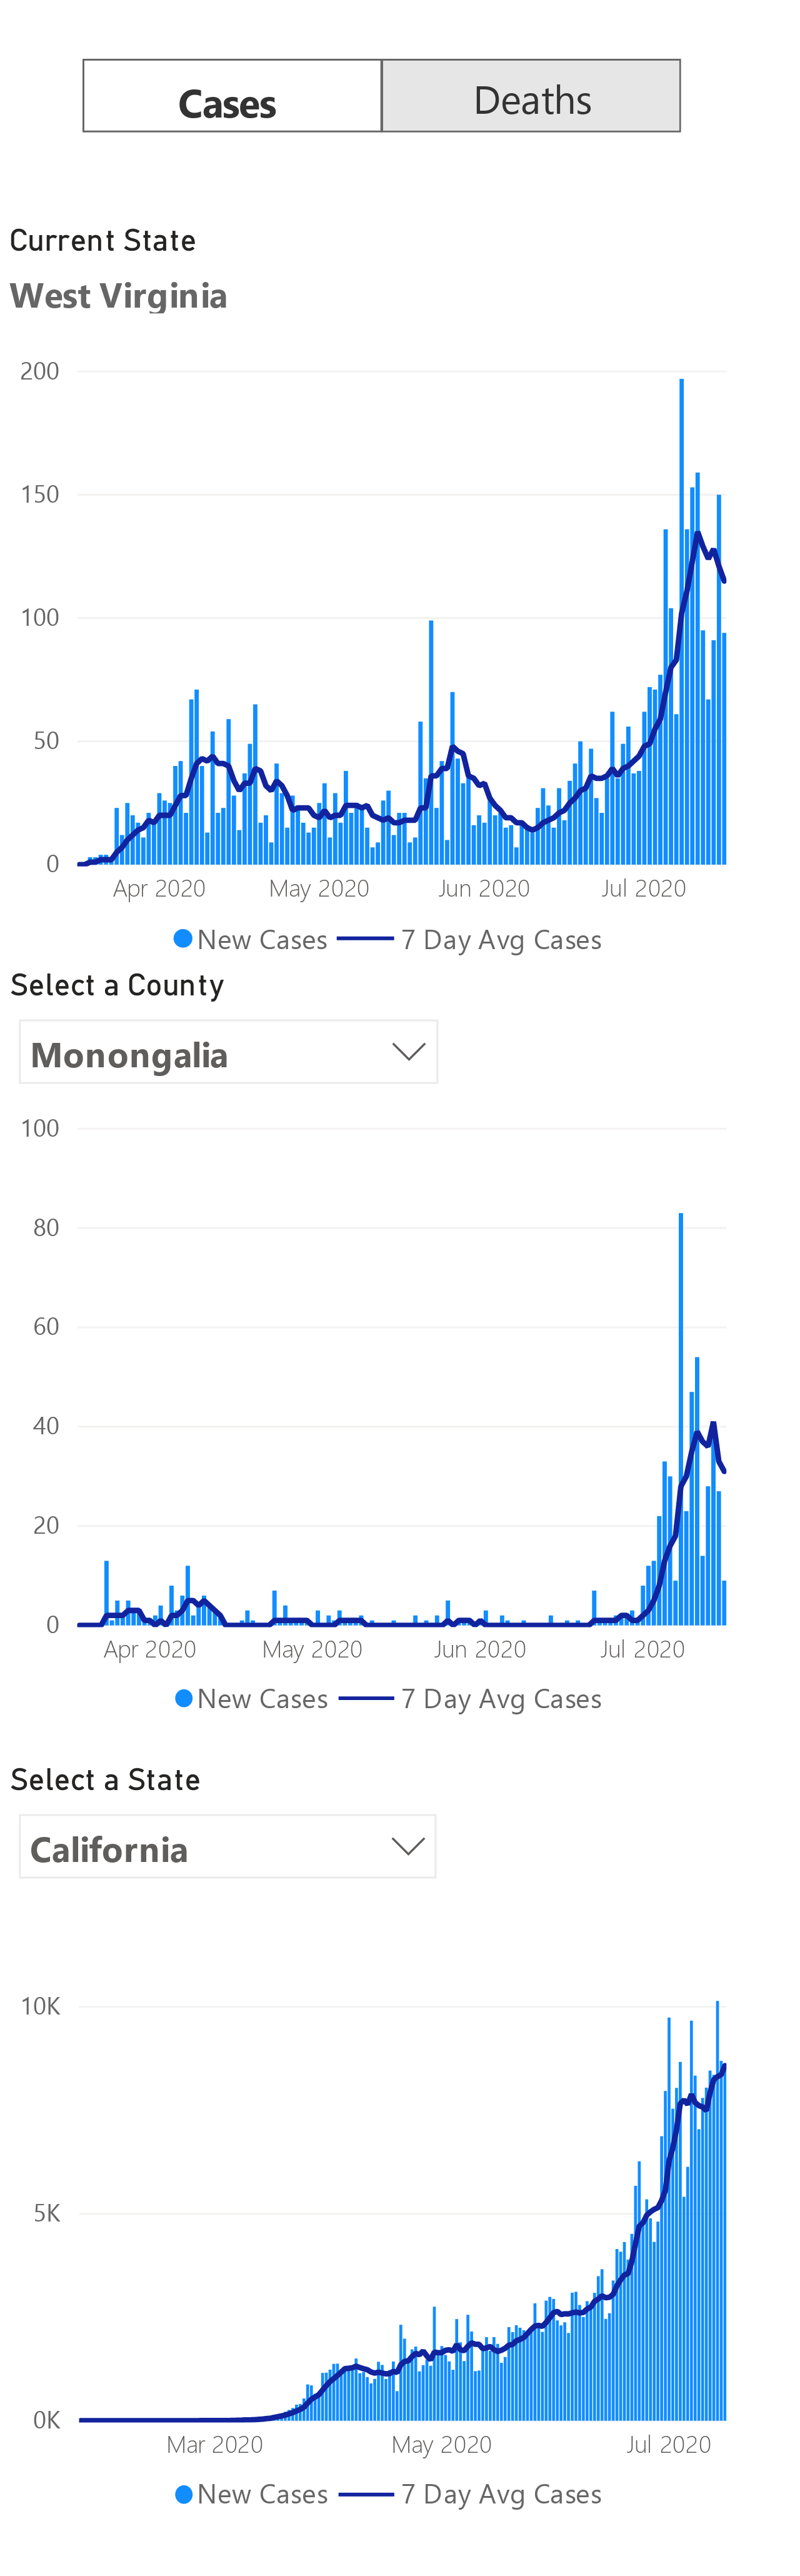 Cases Deaths
Current State
West Virginia
200
150
100
50
0
Apr 2020 May 2020 Jun 2020 Jul 2020
New Cases 7 Day Avg Cases
Select a County
Monongalia
100
80
60
40
20
0
Apr 2020 May 2020 Jun 2020 Jul 2020
New Cases 7 Day Avg Cases
Select a State
California
10K
5K
0K
Mar 2020 May 2020 Jul 2020
New Cases 7 Day Avg Cases